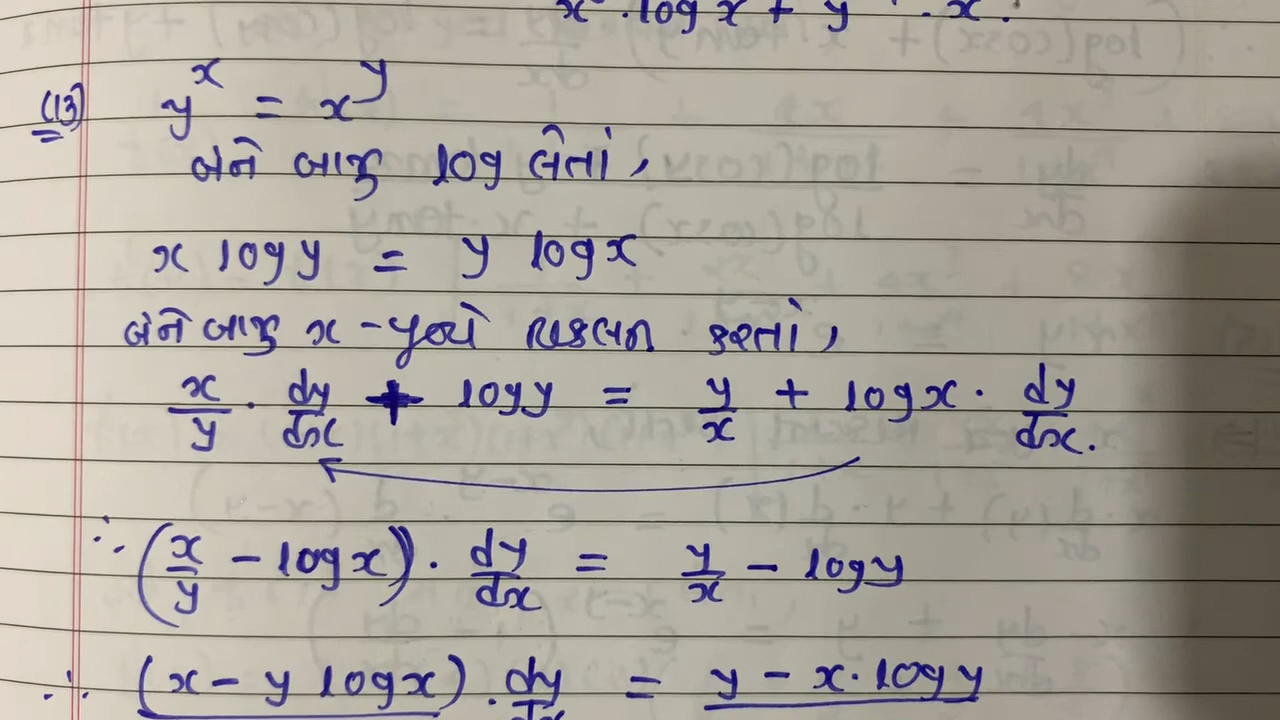 x · log x + y · x.
(13) y^x = x^y
બંને બાજુ log લેતાં,
x log y = y log x
બંને બાજુ x - પ્રત્યે વિકલન કરતાં,
x/y · dy/dx + log y = y/x + log x · dy/dx.
∴ (x/y - log x) · dy/dx = y/x - log y
∴ (x - y log x) · dy/dx = y - x · log y